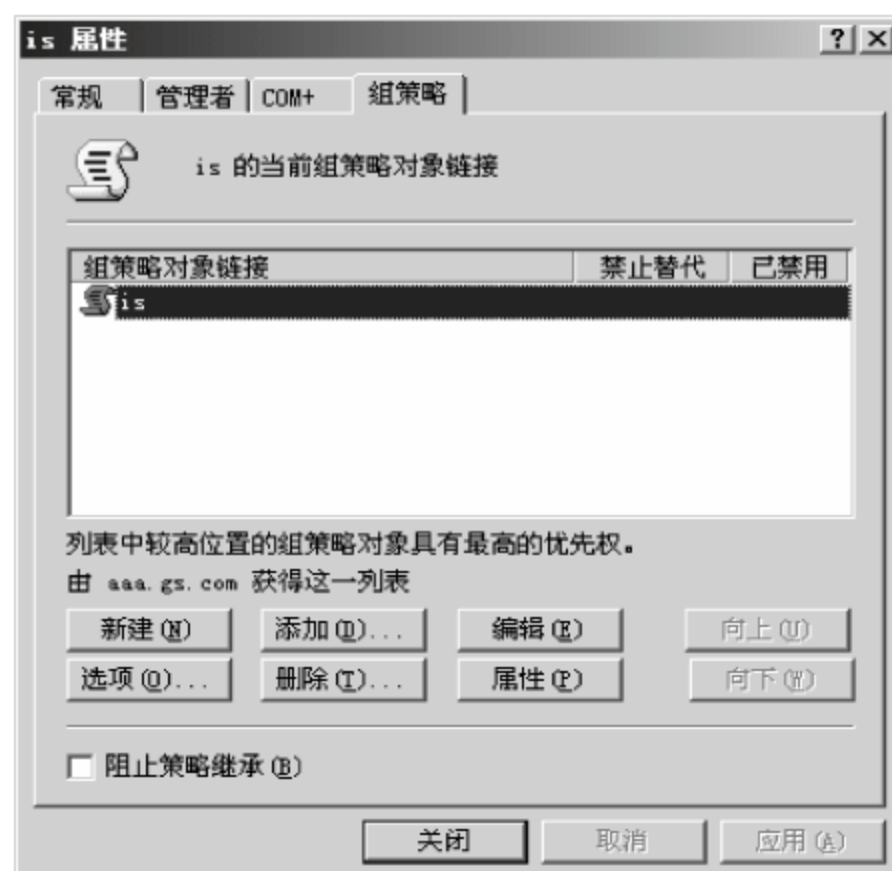 is 属性
常规 管理者 COM+ 组策略
is 的当前组策略对象链接
组策略对象链接 禁止替代 已禁用
is
列表中较高位置的组策略对象具有最高的优先权。
由 aaa.gs.com 获得这一列表
新建(N) 添加(D)... 编辑(E) 向上(U)
选项(O)... 删除(T)... 属性(P) 向下(W)
阻止策略继承(B)
关闭 取消 应用(A)